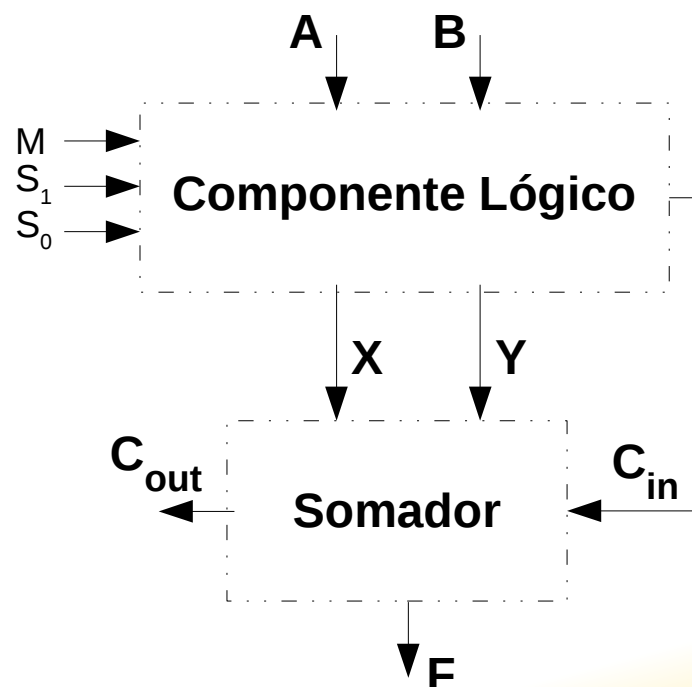 A B
M
S1
S0
Componente Lógico
X Y
Cout
Cin
Somador
F